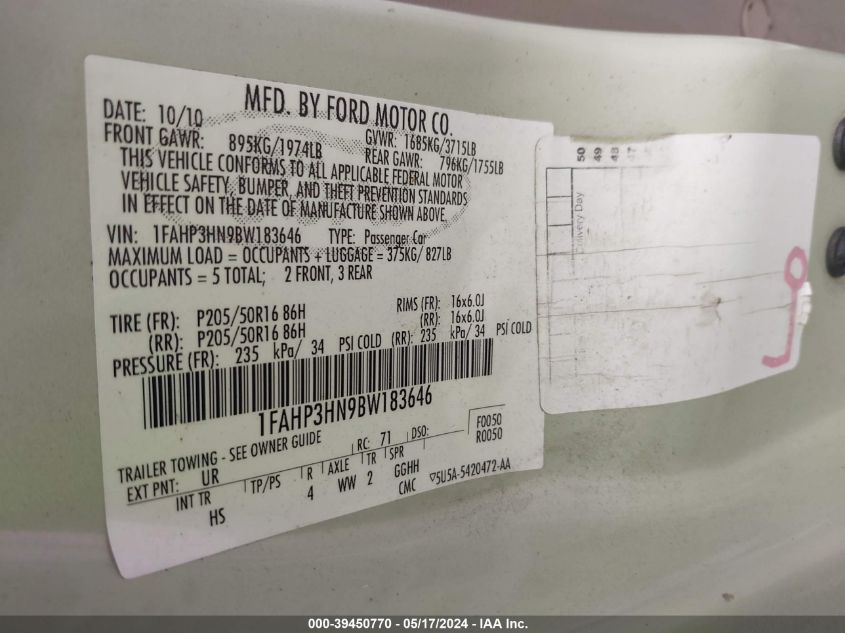 MFD. BY FORD MOTOR CO.
DATE: 10/10
GVWR: 1685KG/3715LB
FRONT GAWR: 895KG/1974LB
REAR GAWR: 796KG/1755LB
THIS VEHICLE CONFORMS TO ALL APPLICABLE FEDERAL MOTOR
VEHICLE SAFETY, BUMPER, AND THEFT PREVENTION STANDARDS
IN EFFECT ON THE DATE OF MANUFACTURE SHOWN ABOVE.
VIN: 1FAHP3HN9BW183646 TYPE: Passenger Car
MAXIMUM LOAD = OCCUPANTS + LUGGAGE = 375KG/ 827LB
OCCUPANTS = 5 TOTAL; 2 FRONT, 3 REAR
TIRE (FR): P205/50R16 86H RIMS (FR): 16x6.0J
(RR): P205/50R16 86H (RR): 16x6.0J
PRESSURE (FR): 235 kPa/ 34 PSI COLD (RR): 235 kPa/ 34 PSI COLD
1FAHP3HN9BW183646
TRAILER TOWING - SEE OWNER GUIDE
RC: 71 DSO: F0050
R0050
EXT PNT: UR
INT TR TP/PS R AXLE TR SPR
HS 4 WW 2 GGHH
CMC
▽5U5A-5420472-AA
50
49
48
47
Delivery Day
000-39450770 - 05/17/2024 - IAA Inc.